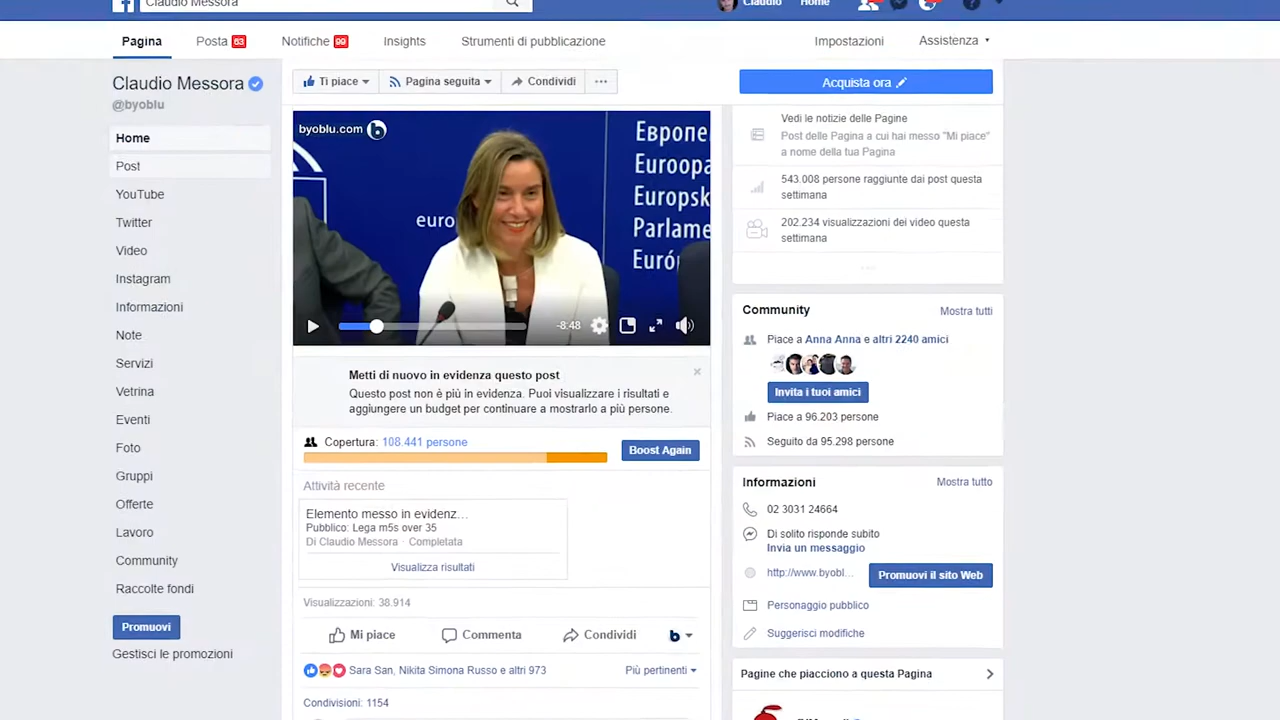 Claudio Messora
Claudio
Home
Pagina
Posta 63
Notifiche 99
Insights
Strumenti di pubblicazione
Impostazioni
Assistenza
Claudio Messora
@byoblu
Home
Post
YouTube
Twitter
Video
Instagram
Informazioni
Note
Servizi
Vetrina
Eventi
Foto
Gruppi
Offerte
Lavoro
Community
Raccolte fondi
Promuovi
Gestisci le promozioni
Ti piace
Pagina seguita
Condividi
byoblu.com b
euro
Европе
Euroopa
Europsk
Parlame
Euró
-8:48
Metti di nuovo in evidenza questo post
Questo post non è più in evidenza. Puoi visualizzare i risultati e
aggiungere un budget per continuare a mostrarlo a più persone.
Copertura: 108.441 persone
Boost Again
Attività recente
Elemento messo in evidenz...
Pubblico: Lega m5s over 35
Di Claudio Messora · Completata
Visualizza risultati
Visualizzazioni: 38.914
Mi piace
Commenta
Condividi
b
Sara San, Nikita Simona Russo e altri 973
Più pertinenti
Condivisioni: 1154
Acquista ora
Vedi le notizie delle Pagine
Post delle Pagina a cui hai messo "Mi piace"
a nome della tua Pagina
543.008 persone raggiunte dai post questa
settimana
202.234 visualizzazioni dei video questa
settimana
Community
Mostra tutti
Piace a Anna Anna e altri 2240 amici
Invita i tuoi amici
Piace a 96.203 persone
Seguito da 95.298 persone
Informazioni
Mostra tutto
02 3031 24664
Di solito risponde subito
Invia un messaggio
http://www.byobl...
Promuovi il sito Web
Personaggio pubblico
Suggerisci modifiche
Pagine che piacciono a questa Pagina